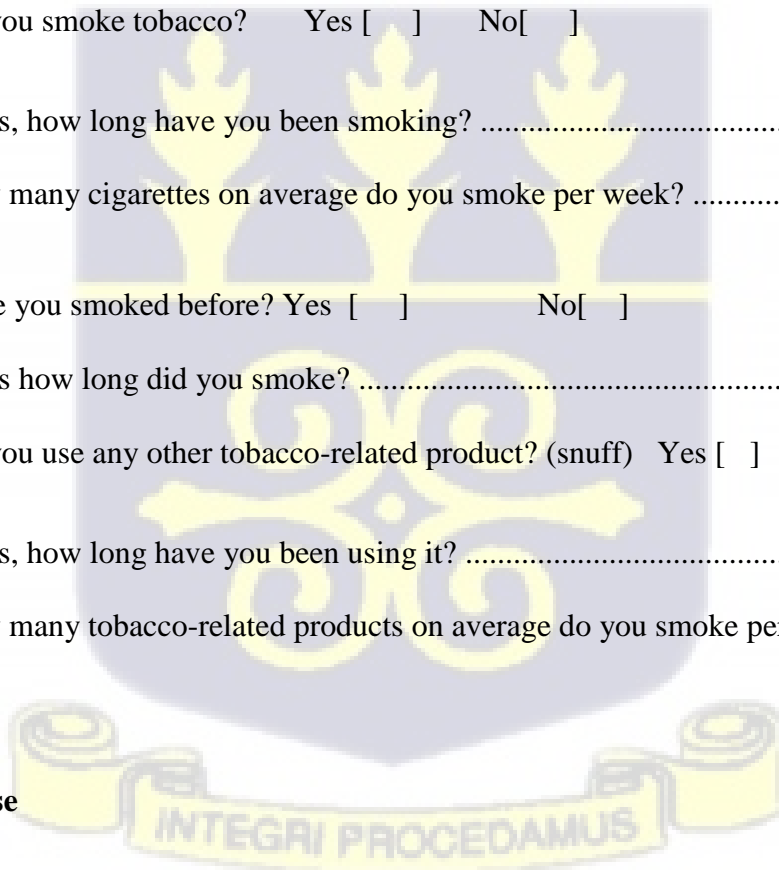 you smoke tobacco? Yes [ ] No[ ]
s, how long have you been smoking? ..........................................
many cigarettes on average do you smoke per week? ............
e you smoked before? Yes [ ] No[ ]
s how long did you smoke? ............................................................
you use any other tobacco-related product? (snuff) Yes [ ]
s, how long have you been using it? ............................................
many tobacco-related products on average do you smoke per
se
INTEGRI PROCEDAMUS